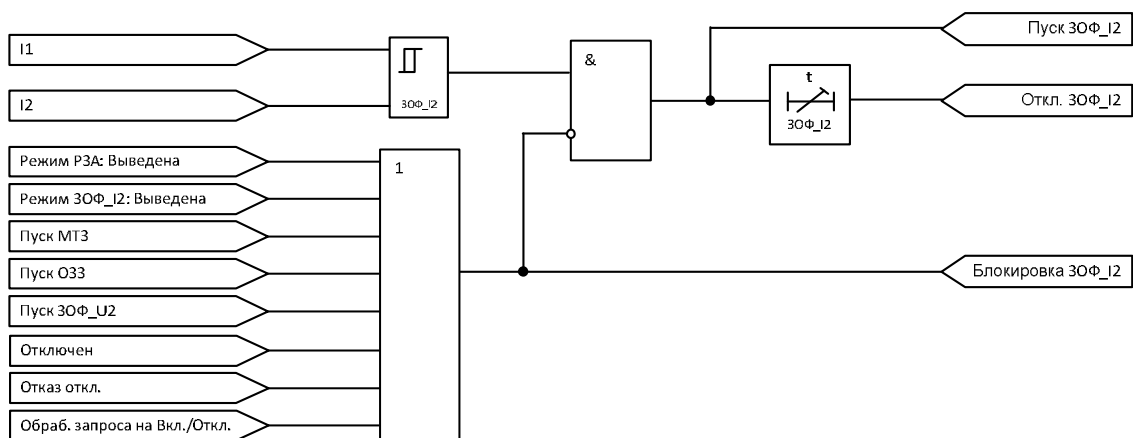 I1
I2
ЗОФ_I2
&
Пуск ЗОФ_I2
t
ЗОФ_I2
Откл. ЗОФ_I2
Режим РЗА: Выведена
Режим ЗОФ_I2: Выведена
Пуск МТЗ
Пуск ОЗЗ
Пуск ЗОФ_U2
Отключен
Отказ откл.
Обраб. запроса на Вкл./Откл.
1
Блокировка ЗОФ_I2